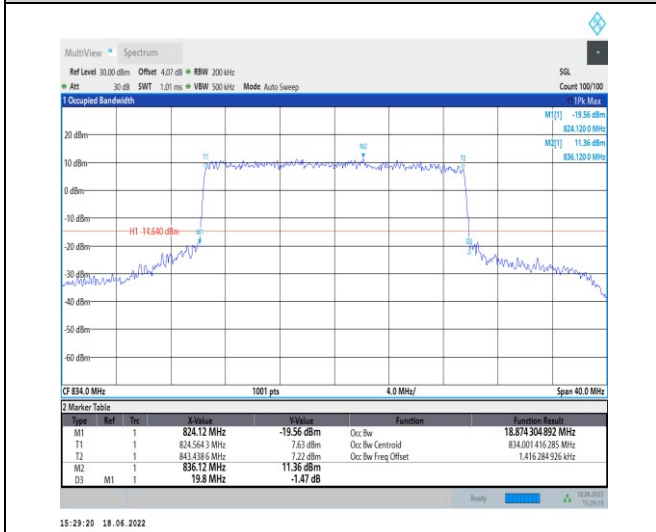 MultiView Spectrum
Ref Level 30.00 dBm Offset 4.07 dB RBW 200 kHz SGL
Att 30 dB SWT 1.01 ms VBW 500 kHz Mode Auto Sweep Count 100/100
1 Occupied Bandwidth 1Pk Max
M1[1] -19.56 dBm
824.120 0 MHz
M2[1] 11.36 dBm
836.120 0 MHz
20 dBm
M2
T1
T2
10 dBm
0 dBm
-10 dBm
H1 -14.640 dBm
M1
D3
-20 dBm
-30 dBm
-40 dBm
-50 dBm
-60 dBm
CF 834.0 MHz 1001 pts 4.0 MHz/ Span 40.0 MHz
2 Marker Table
Type Ref Trc X-Value Y-Value Function Function Result
M1 1 824.12 MHz -19.56 dBm Occ Bw 18.874 304 892 MHz
T1 1 824.564 3 MHz 7.63 dBm Occ Bw Centroid 834.001 416 285 MHz
T2 1 843.438 6 MHz 7.22 dBm Occ Bw Freq Offset 1.416 284 926 kHz
M2 1 836.12 MHz 11.36 dBm
D3 M1 1 19.8 MHz -1.47 dB
Ready 18.06.2022
15:29:19
15:29:20 18.06.2022